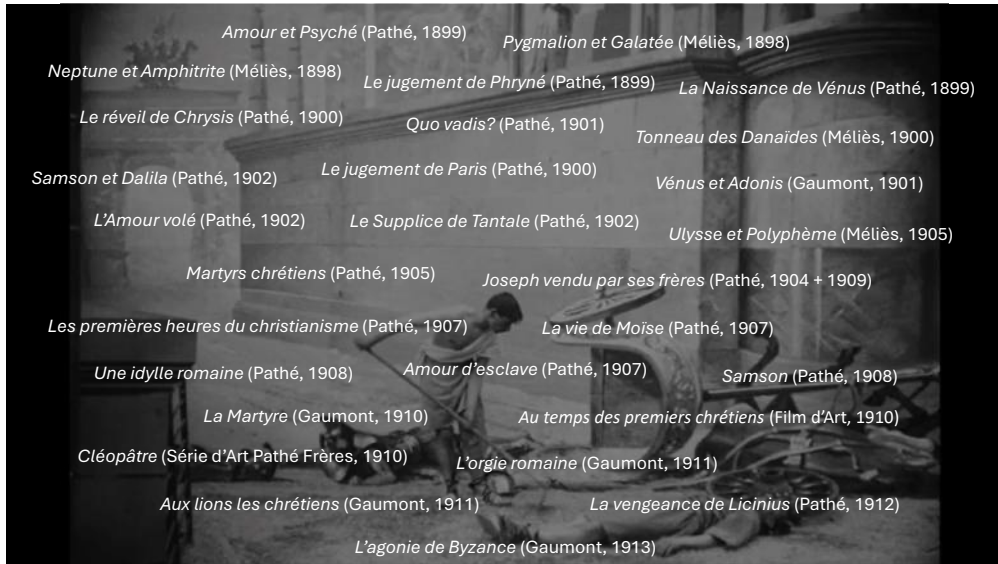 Amour et Psyché (Pathé, 1899)
Pygmalion et Galatée (Méliès, 1898)
Neptune et Amphitrite (Méliès, 1898)
Le jugement de Phryné (Pathé, 1899)
La Naissance de Vénus (Pathé, 1899)
Le réveil de Chrysis (Pathé, 1900)
Quo vadis? (Pathé, 1901)
Tonneau des Danaïdes (Méliès, 1900)
Samson et Dalila (Pathé, 1902)
Le jugement de Paris (Pathé, 1900)
Vénus et Adonis (Gaumont, 1901)
L’Amour volé (Pathé, 1902)
Le Supplice de Tantale (Pathé, 1902)
Ulysse et Polyphème (Méliès, 1905)
Martyrs chrétiens (Pathé, 1905)
Joseph vendu par ses frères (Pathé, 1904 + 1909)
Les premières heures du christianisme (Pathé, 1907)
La vie de Moïse (Pathé, 1907)
Une idylle romaine (Pathé, 1908)
Amour d’esclave (Pathé, 1907)
Samson (Pathé, 1908)
La Martyre (Gaumont, 1910)
Au temps des premiers chrétiens (Film d’Art, 1910)
Cléopâtre (Série d’Art Pathé Frères, 1910)
L’orgie romaine (Gaumont, 1911)
Aux lions les chrétiens (Gaumont, 1911)
La vengeance de Licinius (Pathé, 1912)
L’agonie de Byzance (Gaumont, 1913)